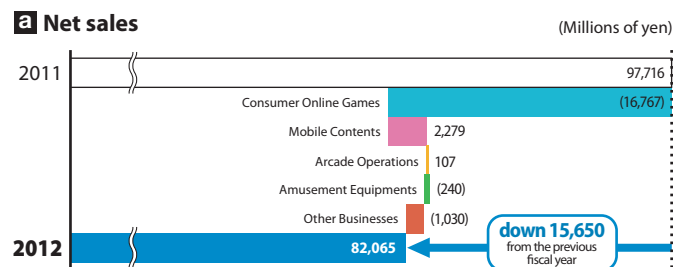 a Net sales
(Millions of yen)
2011 97,716
Consumer Online Games (16,767)
Mobile Contents 2,279
Arcade Operations 107
Amusement Equipments (240)
Other Businesses (1,030)
2012 82,065
down 15,650
from the previous
fiscal year